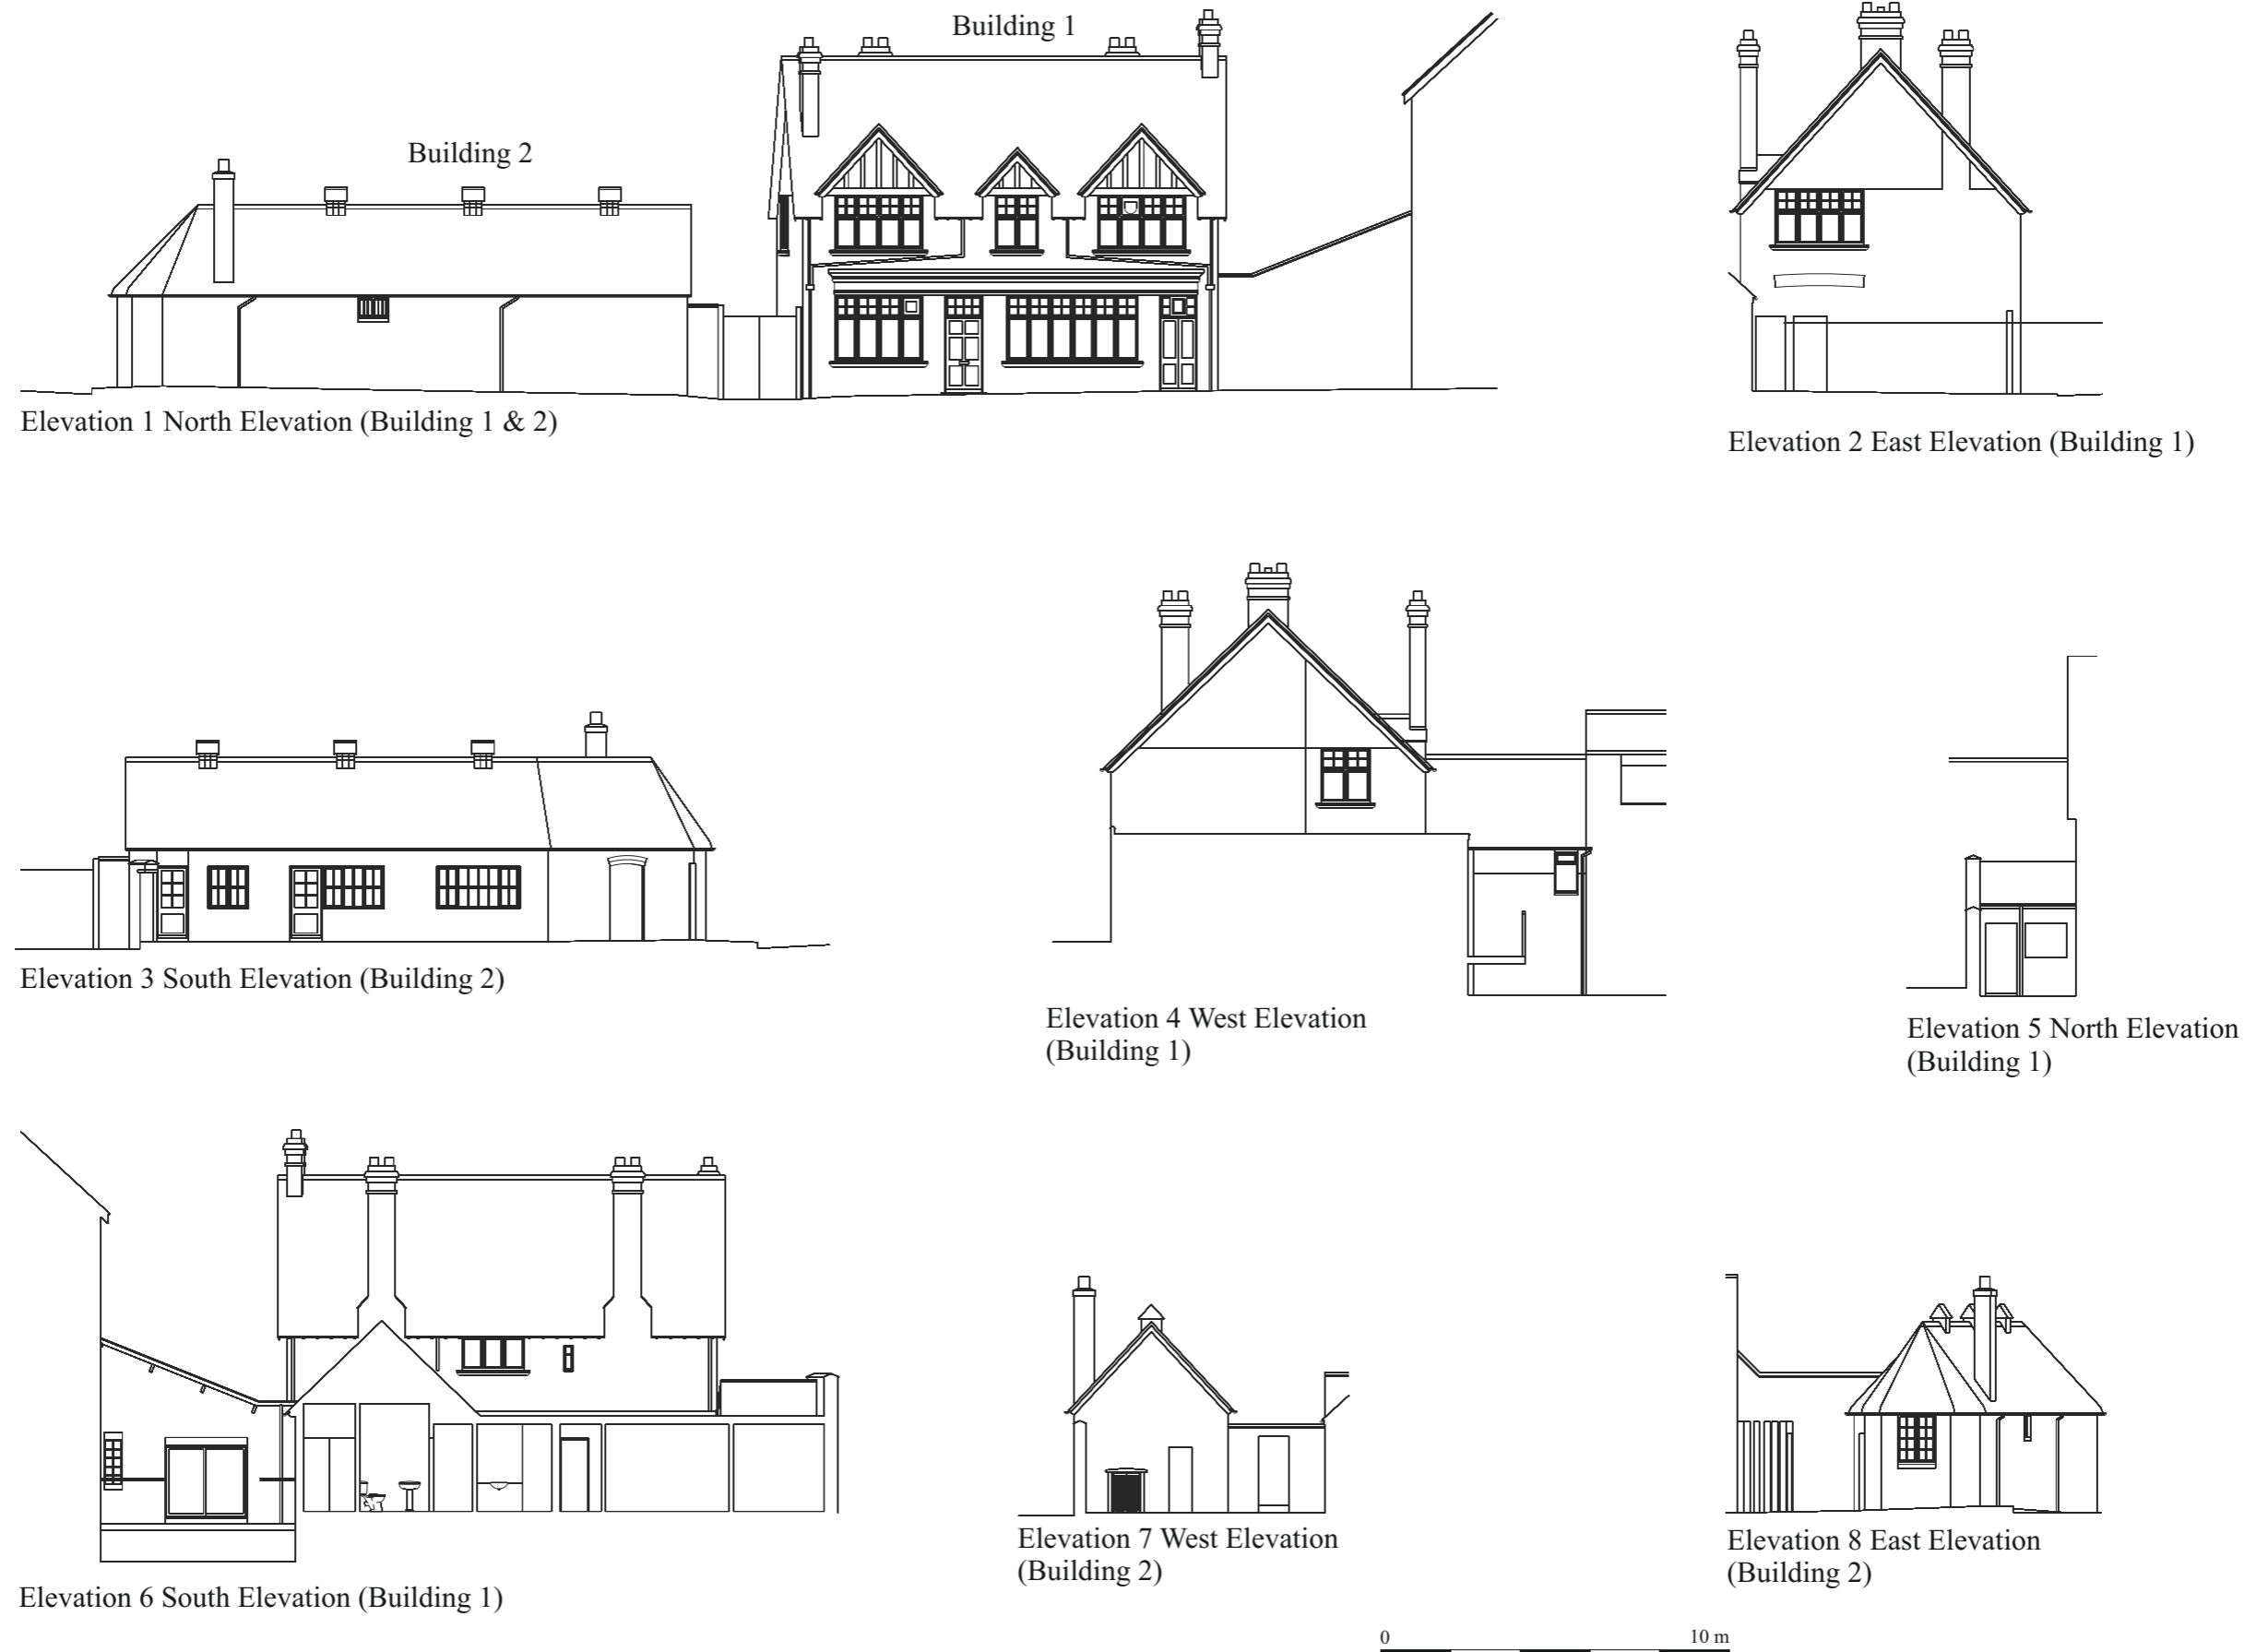 Building 1
Building 2
Elevation 1 North Elevation (Building 1 & 2)
Elevation 2 East Elevation (Building 1)
Elevation 3 South Elevation (Building 2)
Elevation 4 West Elevation
(Building 1)
Elevation 5 North Elevation
(Building 1)
Elevation 6 South Elevation (Building 1)
Elevation 7 West Elevation
(Building 2)
Elevation 8 East Elevation
(Building 2)
0 10 m